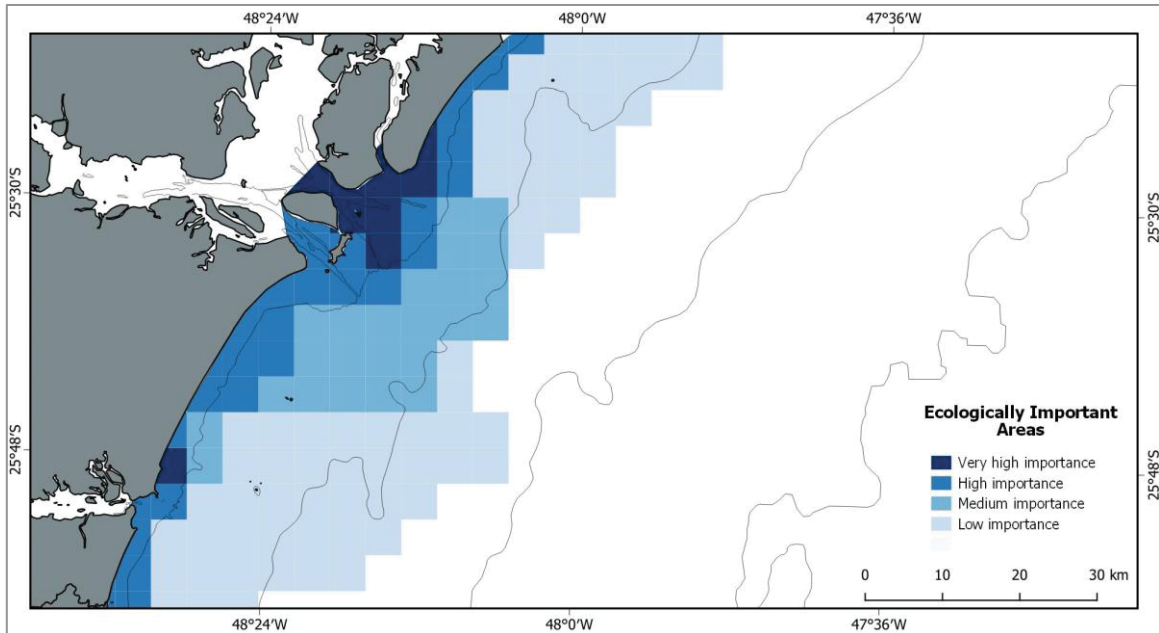 48°24'W 48°0'W 47°36'W
25°30'S 25°30'S
25°48'S 25°48'S
Ecologically Important
Areas
Very high importance
High importance
Medium importance
Low importance
0 10 20 30 km
48°24'W 48°0'W 47°36'W